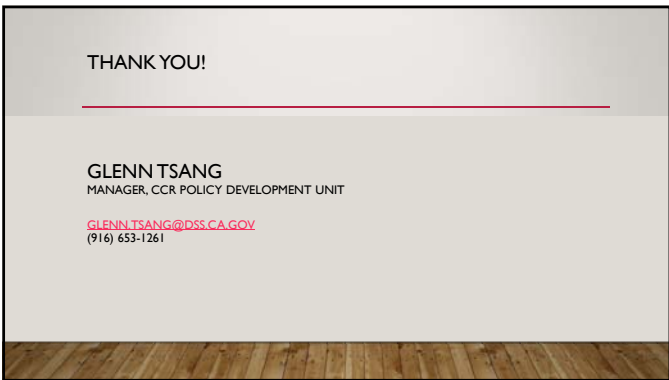 THANK YOU!
GLENN TSANG
MANAGER, CCR POLICY DEVELOPMENT UNIT
GLENN.TSANG@DSS.CA.GOV
(916) 653-1261